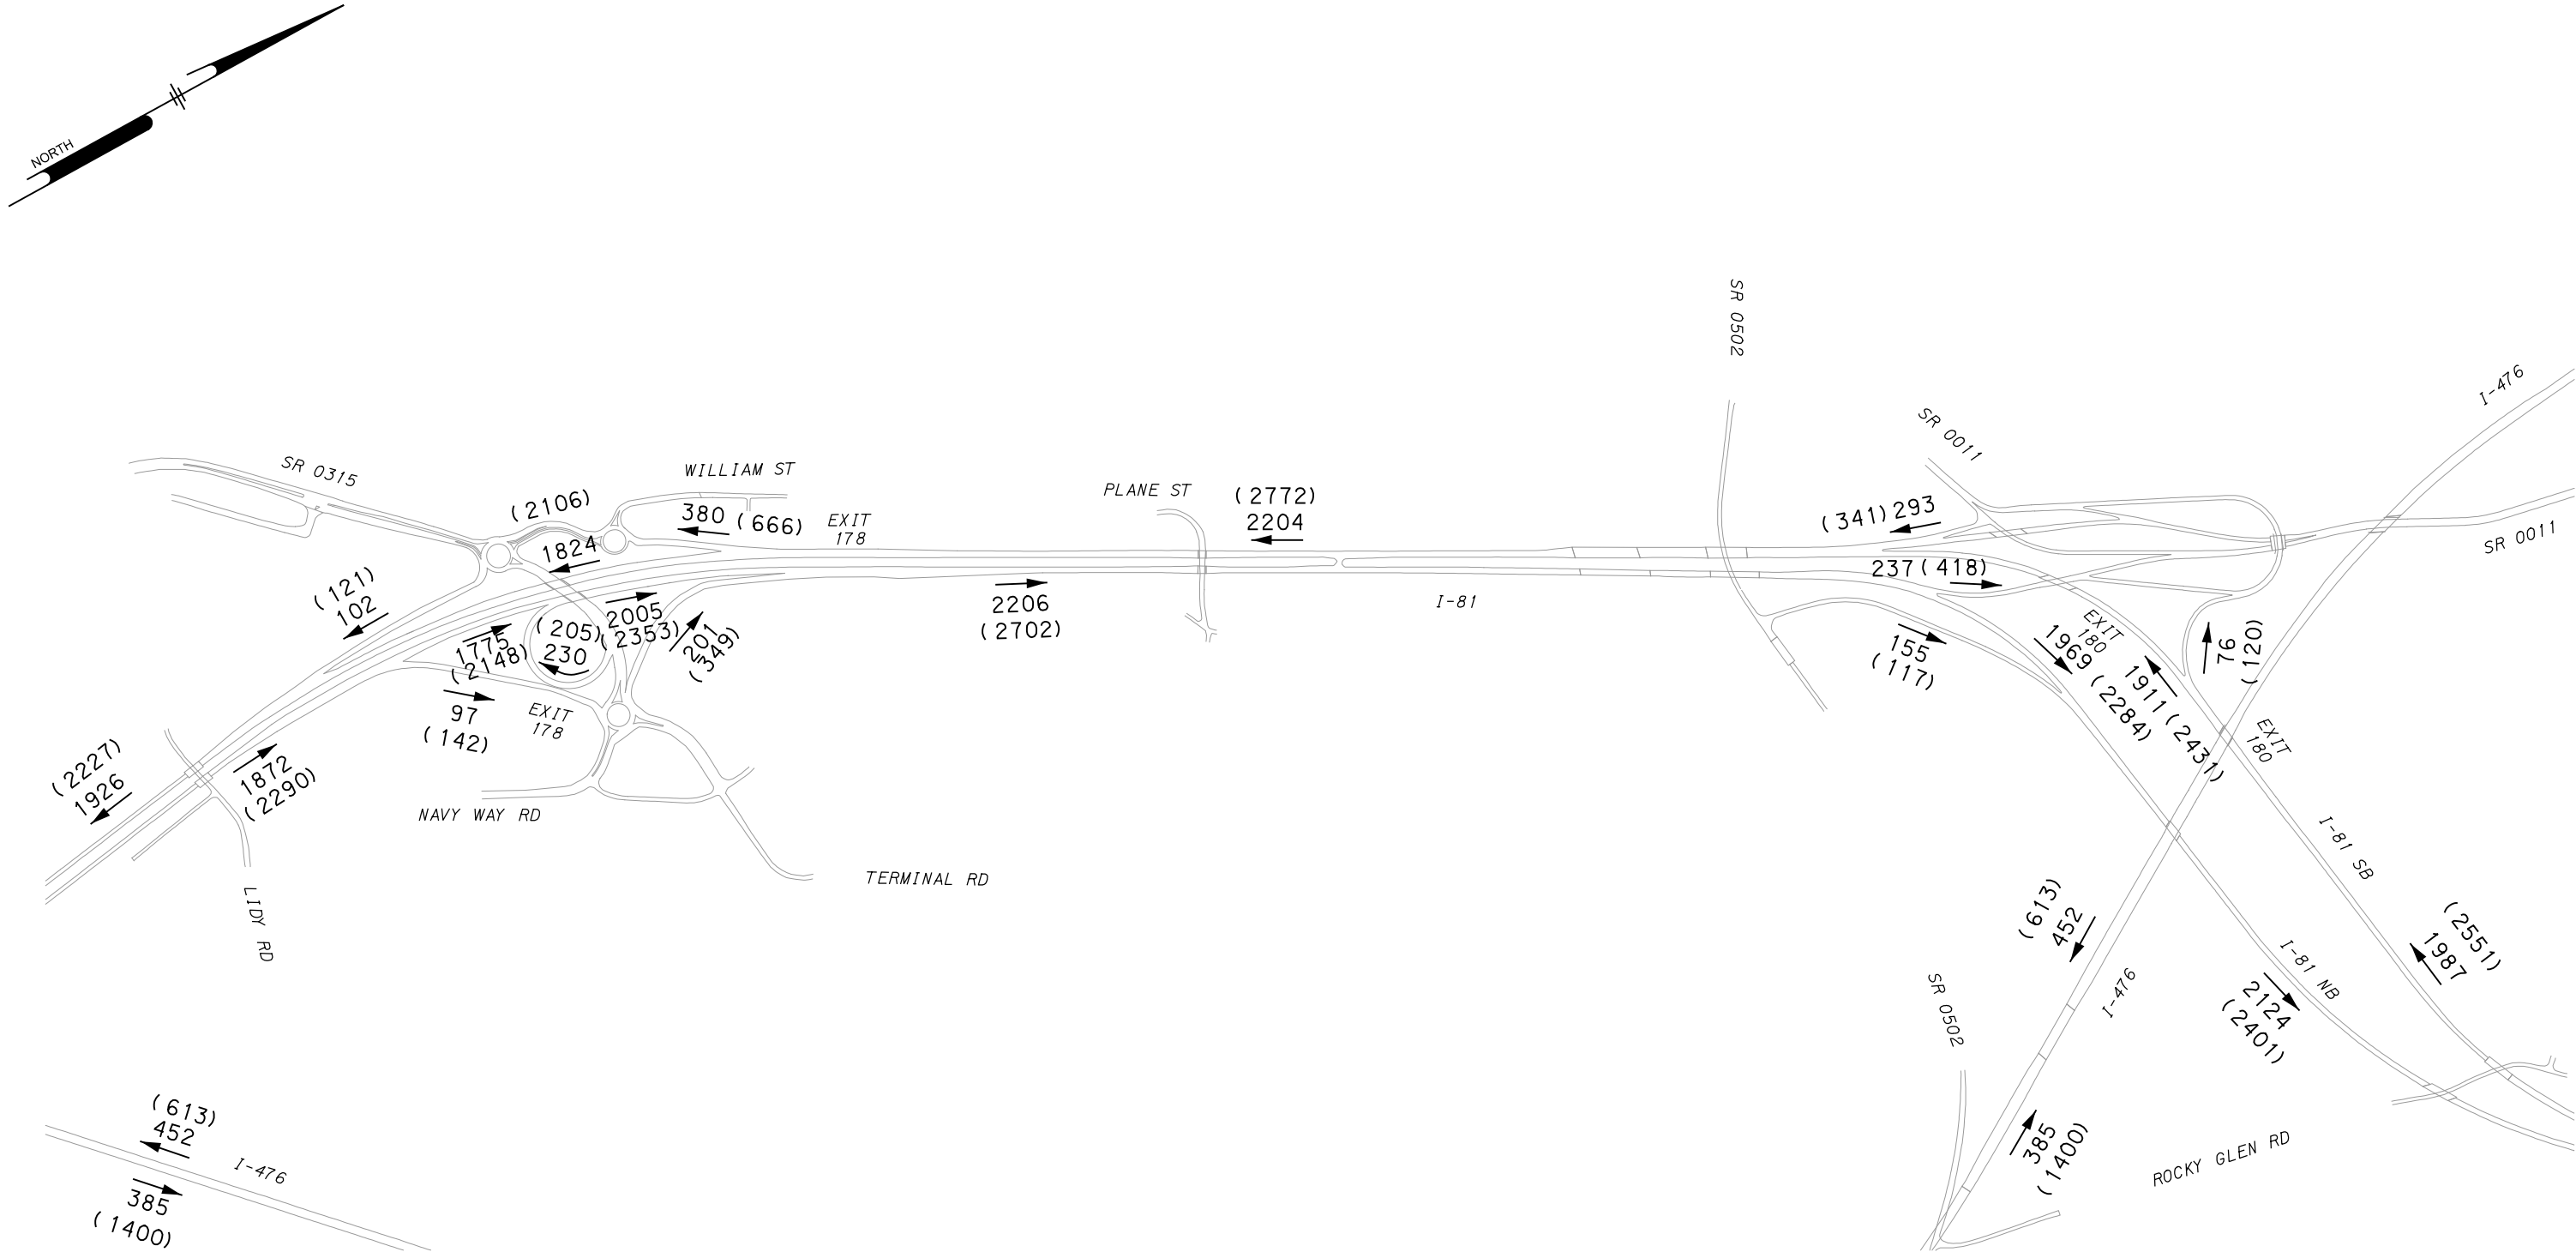 NORTH
SR 0502
I-476
SR 0011
SR 0315
WILLIAM ST
PLANE ST
(2772)
2204
(341) 293
SR 0011
(2106)
1824
380 (666)
EXIT
178
237 (418)
(121)
102
1775
(2148)
(205)
230
2005
(2353)
201
(349)
2206
(2702)
I-81
155
(117)
EXIT
180
1969
(2284)
1911 (2431)
76
(120)
EXIT
180
97
(142)
EXIT
178
(2227)
1926
1872
(2290)
NAVY WAY RD
TERMINAL RD
LIDY RD
I-81 SB
(613)
452
I-476
(2551)
1987
I-81 NB
2124
(2401)
SR 0502
385
(1400)
ROCKY GLEN RD
(613)
452
I-476
385
(1400)